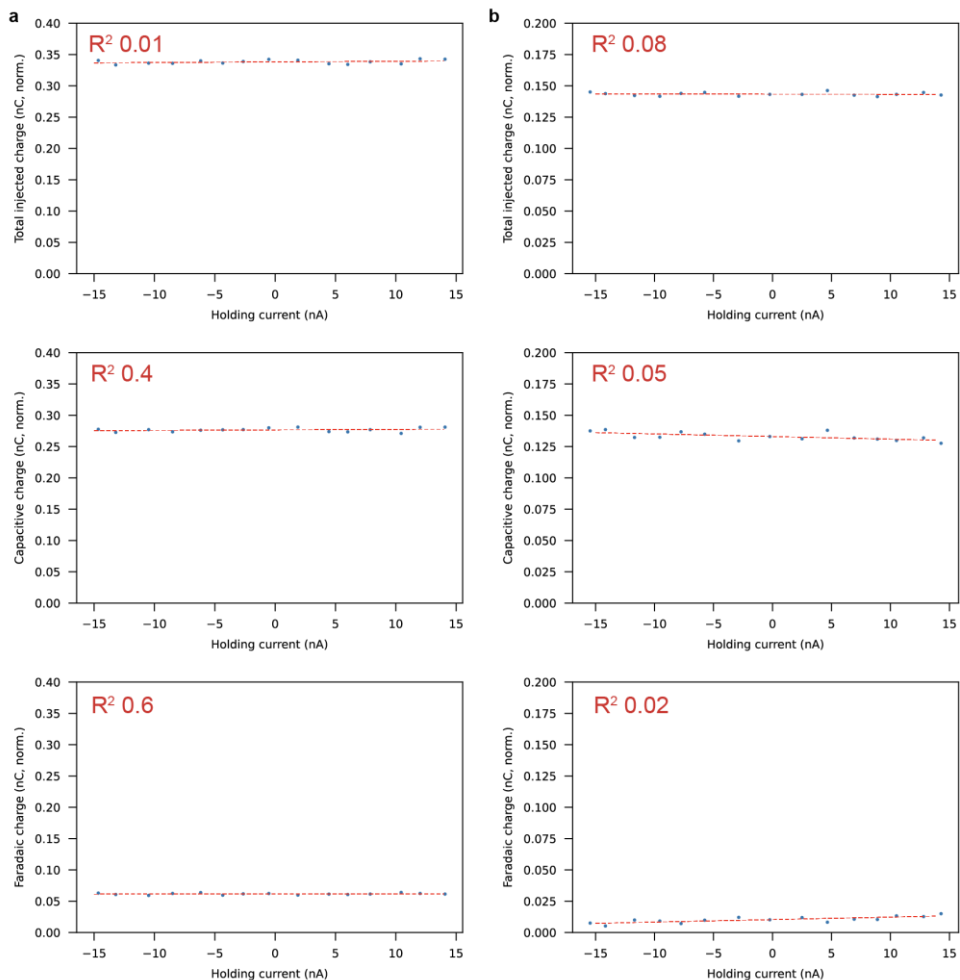 a
R² 0.01
Total injected charge (nC, norm.)
0.40
0.35
0.30
0.25
0.20
0.15
0.10
0.05
0.00
−15 −10 −5 0 5 10 15
Holding current (nA)
b
R² 0.08
Total injected charge (nC, norm.)
0.200
0.175
0.150
0.125
0.100
0.075
0.050
0.025
0.000
−15 −10 −5 0 5 10 15
Holding current (nA)
R² 0.4
Capacitive charge (nC, norm.)
0.40
0.35
0.30
0.25
0.20
0.15
0.10
0.05
0.00
−15 −10 −5 0 5 10 15
Holding current (nA)
R² 0.05
Capacitive charge (nC, norm.)
0.200
0.175
0.150
0.125
0.100
0.075
0.050
0.025
0.000
−15 −10 −5 0 5 10 15
Holding current (nA)
R² 0.6
Faradaic charge (nC, norm.)
0.40
0.35
0.30
0.25
0.20
0.15
0.10
0.05
0.00
−15 −10 −5 0 5 10 15
Holding current (nA)
R² 0.02
Faradaic charge (nC, norm.)
0.200
0.175
0.150
0.125
0.100
0.075
0.050
0.025
0.000
−15 −10 −5 0 5 10 15
Holding current (nA)